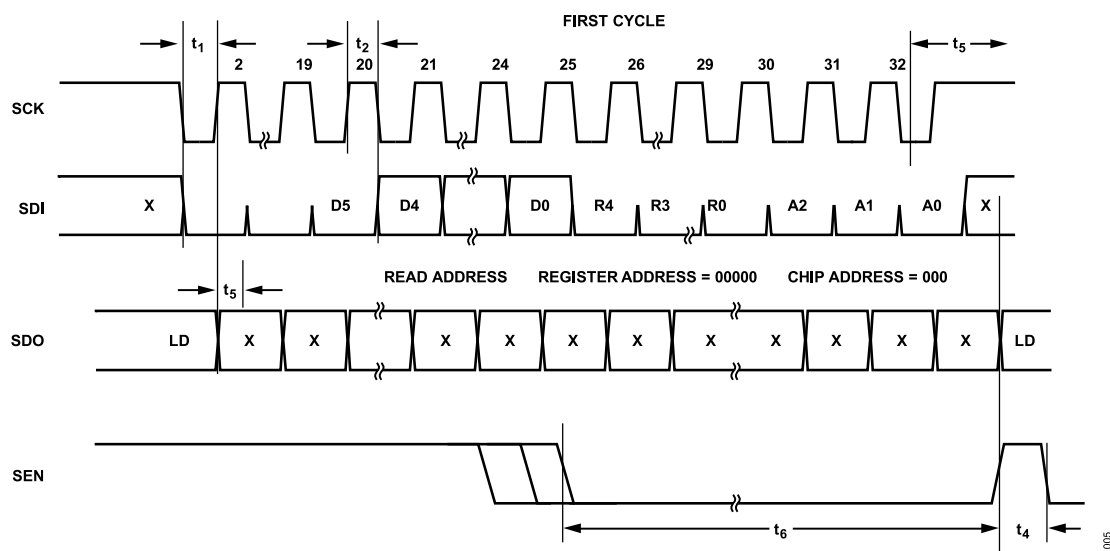 FIRST CYCLE
t1 t2 t5
2 19 20 21 24 25 26 29 30 31 32
SCK
SDI X D5 D4 D0 R4 R3 R0 A2 A1 A0 X
READ ADDRESS REGISTER ADDRESS = 00000 CHIP ADDRESS = 000
t5
SDO LD X X X X X X X X X X X LD
SEN
t6 t4
005